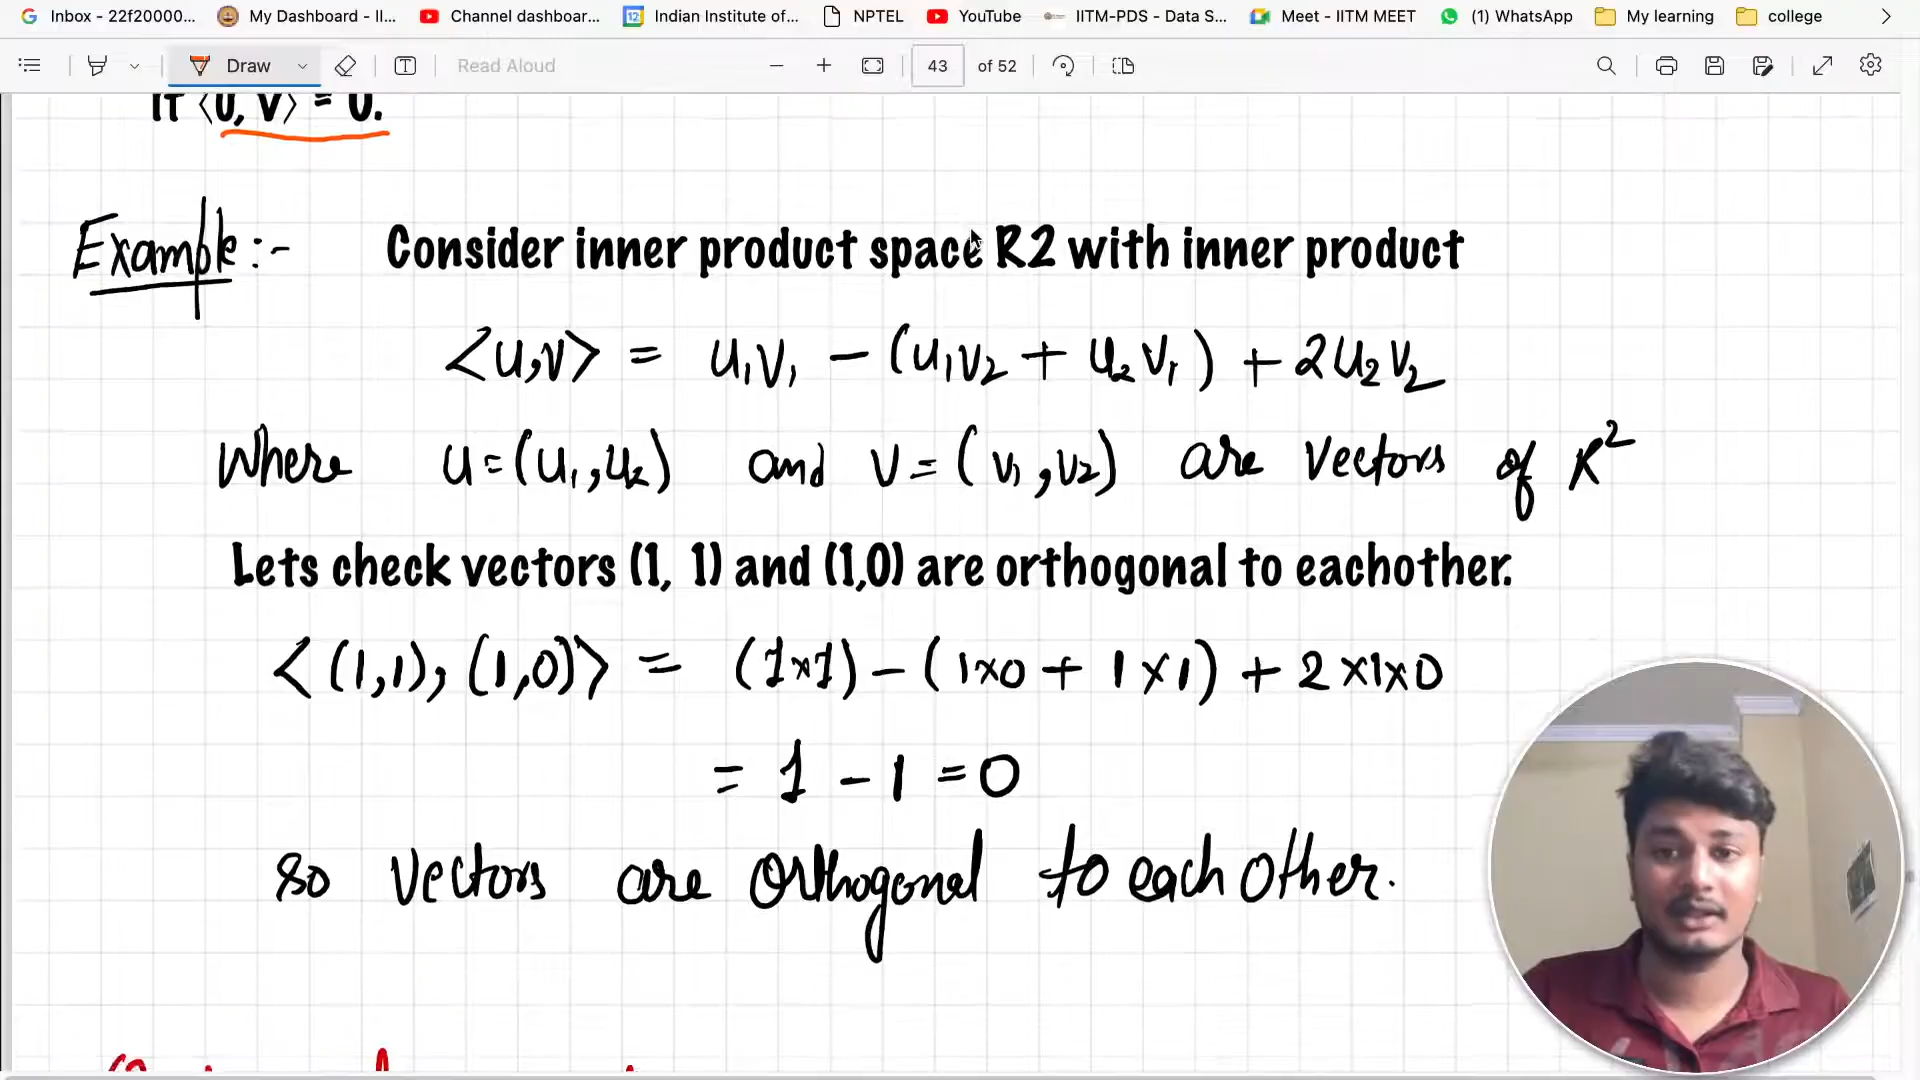 Inbox - 22f20000... My Dashboard - II... Channel dashboar... Indian Institute of... NPTEL YouTube IITM-PDS - Data S... Meet - IITM MEET (1) WhatsApp My learning college
Draw Read Aloud 43 of 52
If ⟨U, V⟩ = 0.
Example:- Consider inner product space R2 with inner product
<u,v> = u₁v₁ - (u₁v₂ + u₂v₁) + 2u₂v₂
Where u=(u₁,u₂) and v=(v₁,v₂) are vectors of R²
Lets check vectors (1, 1) and (1,0) are orthogonal to eachother.
<(1,1),(1,0)> = (1×1) - (1×0 + 1×1) + 2×1×0
= 1 - 1 = 0
so vectors are orthogonal to each other.